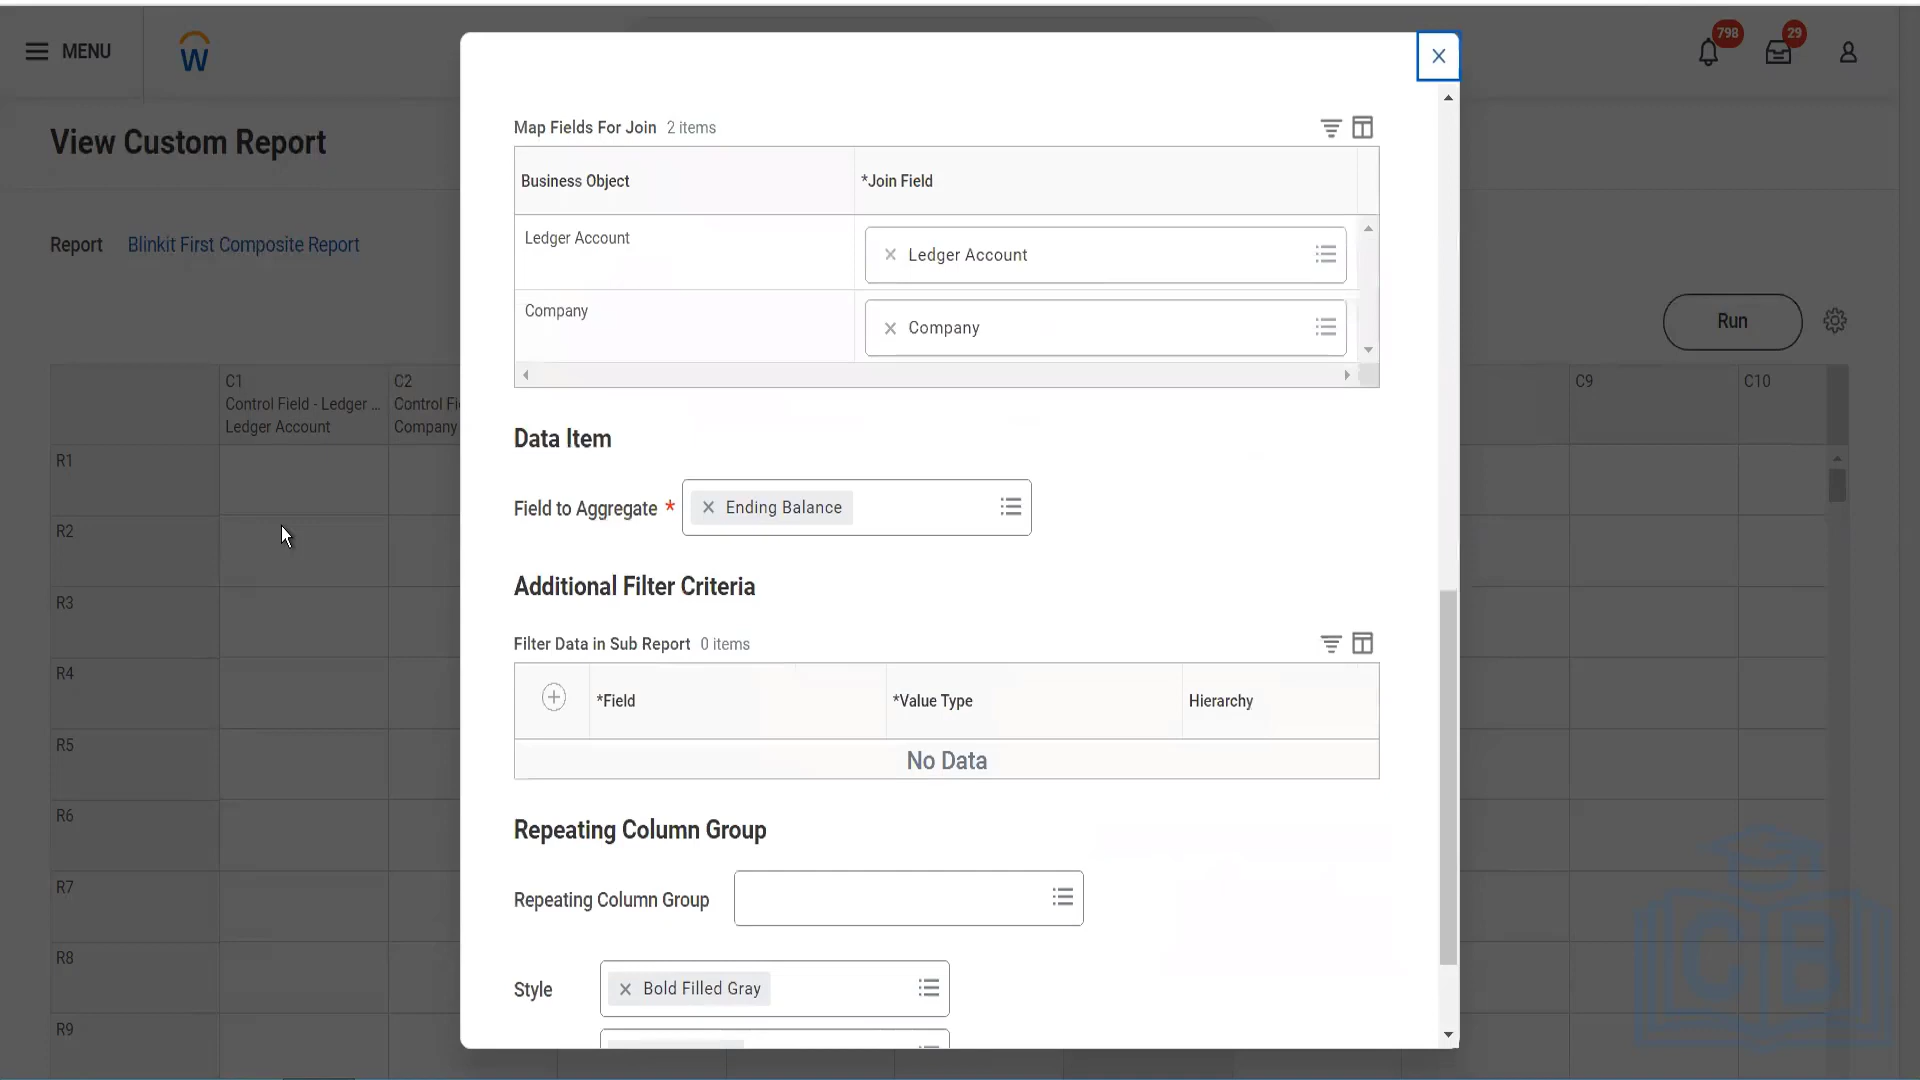 MENU
W
798
29
View Custom Report
Report Blinkit First Composite Report
Run
C1
Control Field - Ledger ...
Ledger Account
C2
Control Fi
Company
C9
C10
R1
R2
R3
R4
R5
R6
R7
R8
R9
Map Fields For Join 2 items
Business Object *Join Field
Ledger Account Ledger Account
Company Company
Data Item
Field to Aggregate * Ending Balance
Additional Filter Criteria
Filter Data in Sub Report 0 items
*Field *Value Type Hierarchy
No Data
Repeating Column Group
Repeating Column Group
Style Bold Filled Gray
CB